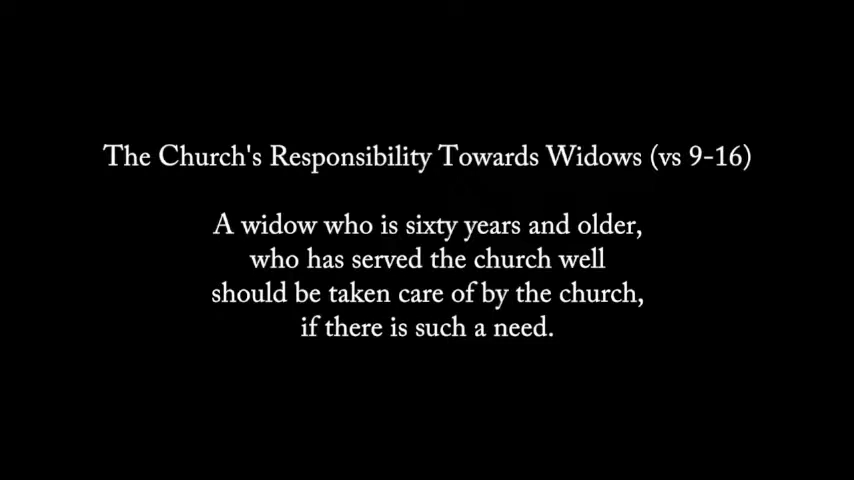 The Church's Responsibility Towards Widows (vs 9-16)
A widow who is sixty years and older,
who has served the church well
should be taken care of by the church,
if there is such a need.